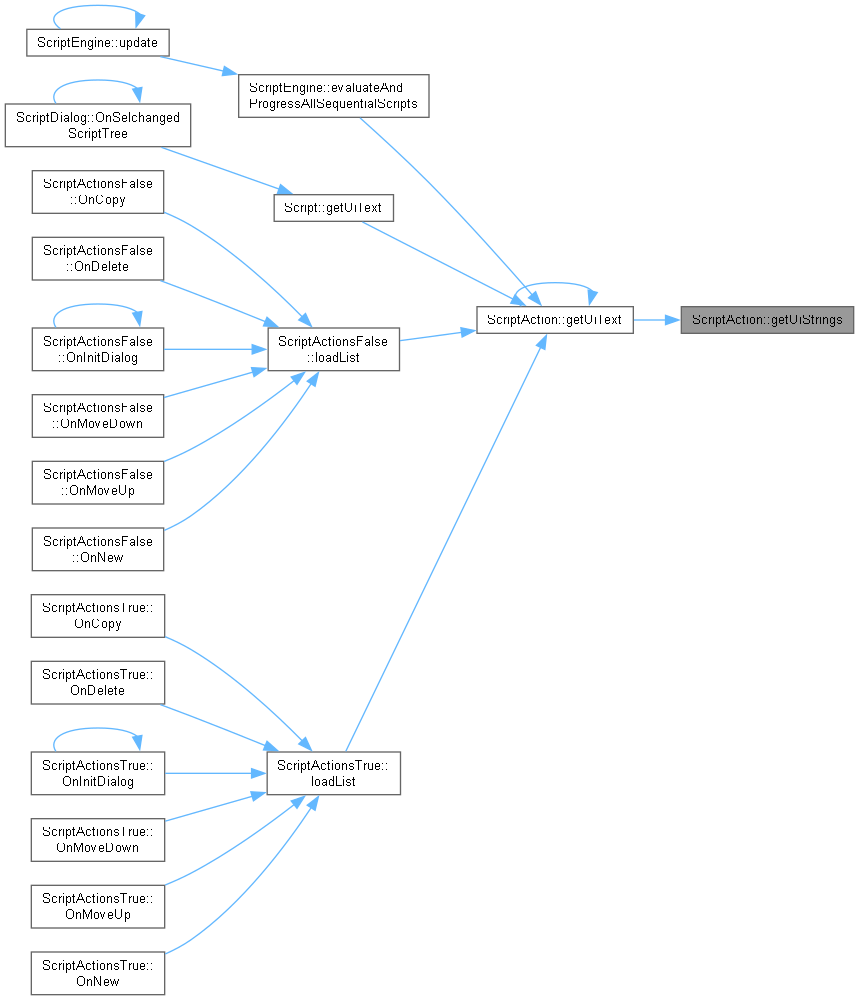 ScriptEngine::update
ScriptEngine::evaluateAnd
ProgressAllSequentialScripts
ScriptDialog::OnSelchanged
ScriptTree
ScriptActionsFalse
::OnCopy
Script::getUiText
ScriptActionsFalse
::OnDelete
ScriptAction::getUiText
ScriptAction::getUiStrings
ScriptActionsFalse
::OnInitDialog
ScriptActionsFalse
::loadList
ScriptActionsFalse
::OnMoveDown
ScriptActionsFalse
::OnMoveUp
ScriptActionsFalse
::OnNew
ScriptActionsTrue::
OnCopy
ScriptActionsTrue::
OnDelete
ScriptActionsTrue::
OnInitDialog
ScriptActionsTrue::
loadList
ScriptActionsTrue::
OnMoveDown
ScriptActionsTrue::
OnMoveUp
ScriptActionsTrue::
OnNew